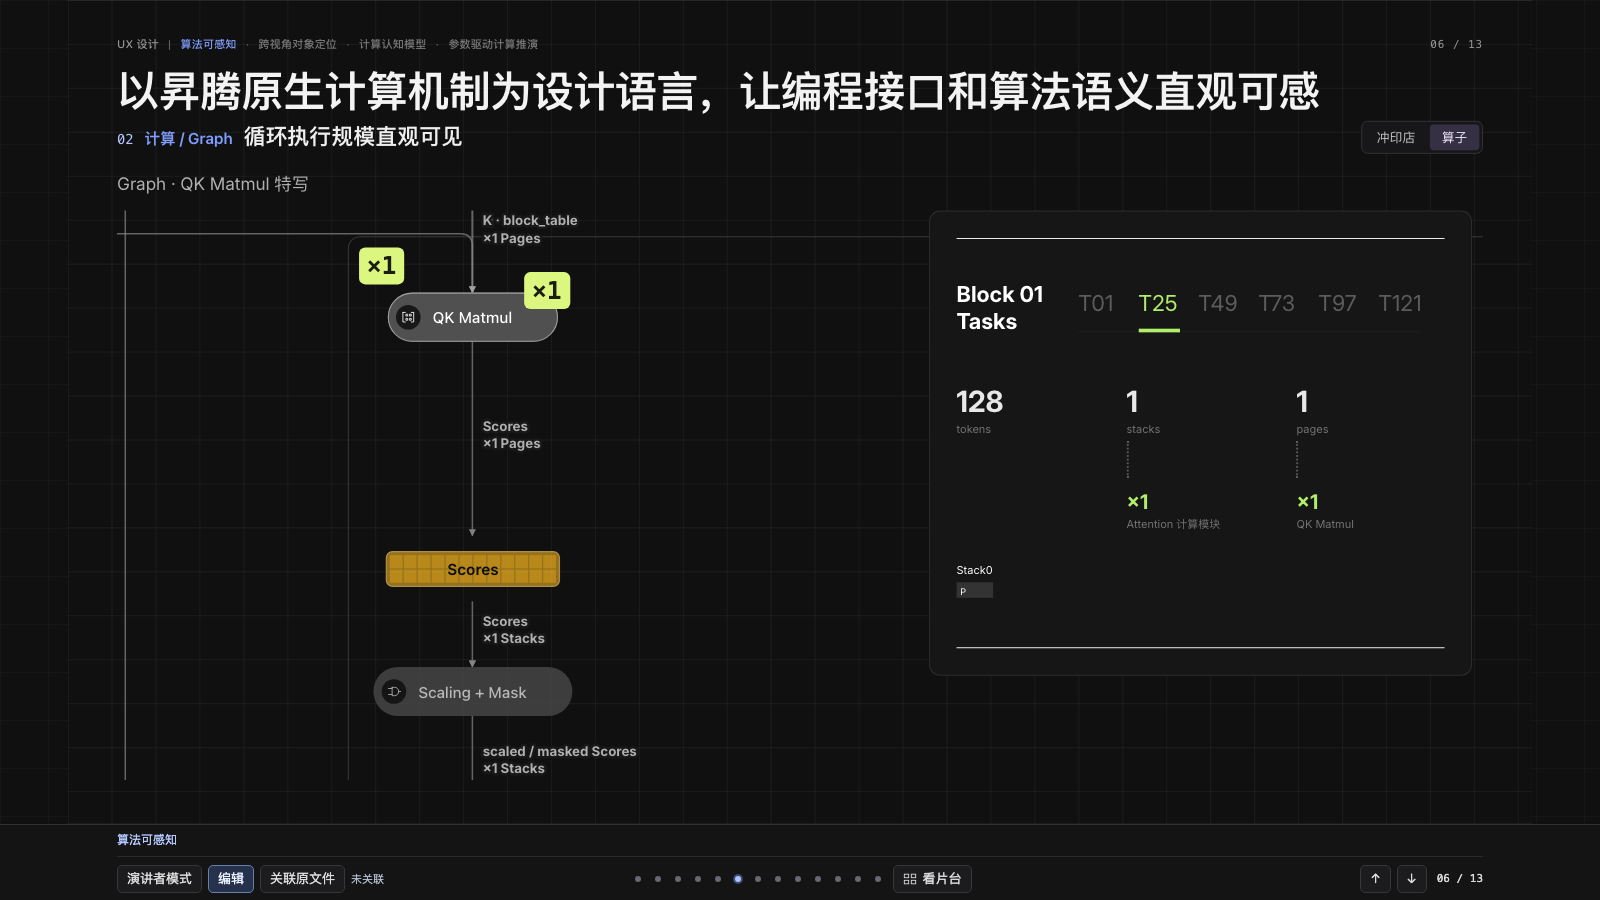 UX 设计 | 算法可感知 · 跨视角对象定位 · 计算认知模型 · 参数驱动计算推演
06 / 13
以昇腾原生计算机制为设计语言，让编程接口和算法语义直观可感
02 计算 / Graph 循环执行规模直观可见
冲印店 算子
Graph · QK Matmul 特写
K · block_table
×1 Pages
×1
×1
QK Matmul
Scores
×1 Pages
Scores
Scores
×1 Stacks
Scaling + Mask
scaled / masked Scores
×1 Stacks
Block 01
Tasks
T01 T25 T49 T73 T97 T121
128 1 1
tokens stacks pages
×1 ×1
Attention 计算模块 QK Matmul
Stack0
P
算法可感知
演讲者模式 编辑 关联原文件 未关联
看片台
↑ ↓ 06 / 13